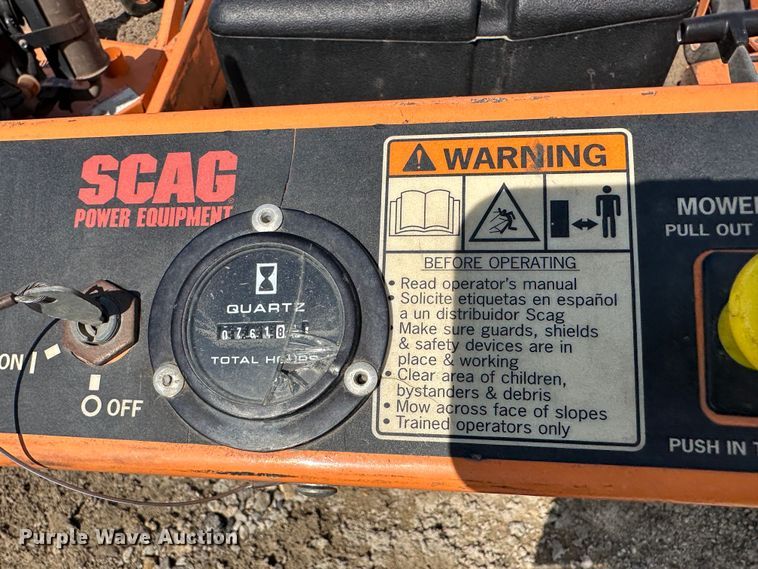 SCAG
POWER EQUIPMENT
ON
OFF
QUARTZ
TOTAL HOURS
WARNING
BEFORE OPERATING
• Read operator's manual
• Solicite etiquetas en español
a un distribuidor Scag
• Make sure guards, shields
& safety devices are in
place & working
• Clear area of children,
bystanders & debris
• Mow across face of slopes
• Trained operators only
MOWE
PULL OUT
PUSH IN T
Purple Wave Auction